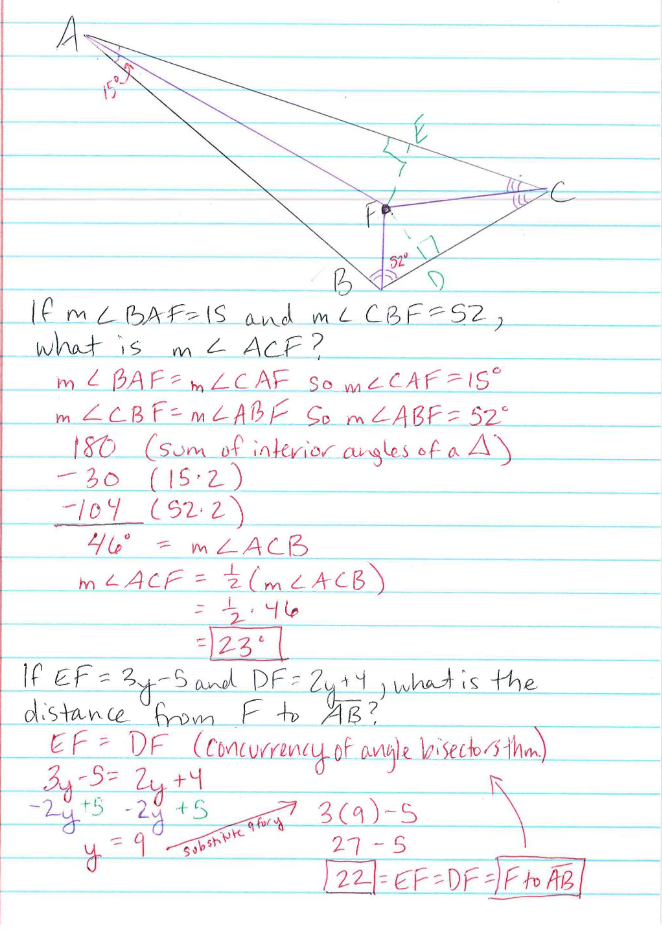 A
15°
E
C
F
52°
B
D
If m∠BAF=15 and m∠CBF=52,
what is m∠ACF?
m∠BAF=m∠CAF so m∠CAF=15°
m∠CBF=m∠ABF So m∠ABF=52°
180 (sum of interior angles of a Δ)
-30 (15·2)
-104 (52·2)
46° = m∠ACB
m∠ACF = 1/2(m∠ACB)
= 1/2·46
= 23°
If EF = 3y-5 and DF = 2y+4, what is the
distance from F to AB?
EF = DF (concurrency of angle bisectors thm)
3y-5 = 2y+4
-2y+5 -2y+5
y = 9 substitute 9 for y
3(9)-5
27-5
22 = EF=DF= F to AB